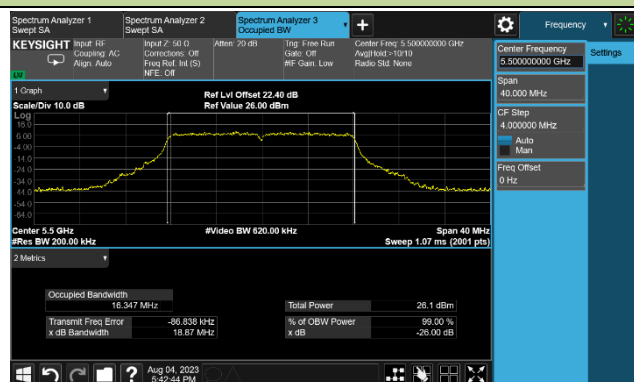 Spectrum Analyzer 1
Swept SA
Spectrum Analyzer 2
Swept SA
Spectrum Analyzer 3
Occupied BW
Frequency
KEYSIGHT
Input: RF
Coupling: AC
Align: Auto
Input Z: 50 Ω
Corrections: Off
Freq Ref: Int (S)
NFE: Off
Atten: 20 dB
Trig: Free Run
Gate: Off
#IF Gain: Low
Center Freq: 5.500000000 GHz
Avg|Hold:>10/10
Radio Std: None
Center Frequency
5.500000000 GHz
Settings
Span
40.000 MHz
CF Step
4.000000 MHz
Auto
Man
Freq Offset
0 Hz
1 Graph
Scale/Div 10.0 dB
Ref Lvl Offset 22.40 dB
Ref Value 26.00 dBm
Log
16.0
6.00
-4.00
-14.0
-24.0
-34.0
-44.0
-54.0
-64.0
Center 5.5 GHz
#Res BW 200.00 kHz
#Video BW 620.00 kHz
Span 40 MHz
Sweep 1.07 ms (2001 pts)
2 Metrics
Occupied Bandwidth
16.347 MHz
Total Power 26.1 dBm
Transmit Freq Error -86.838 kHz
% of OBW Power 99.00 %
x dB Bandwidth 18.87 MHz
x dB -26.00 dB
Aug 04, 2023
5:42:44 PM